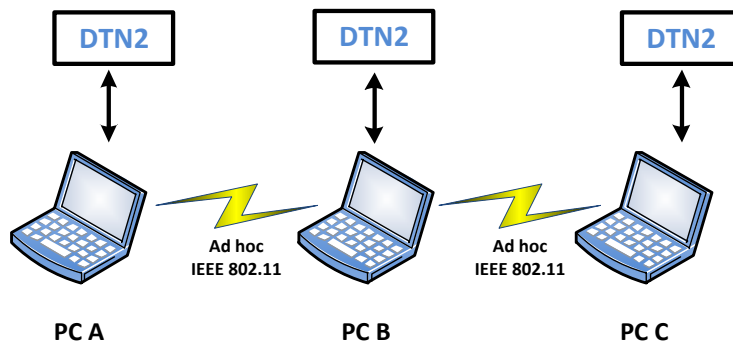 DTN2
DTN2
DTN2
Ad hoc
IEEE 802.11
Ad hoc
IEEE 802.11
PC A
PC B
PC C